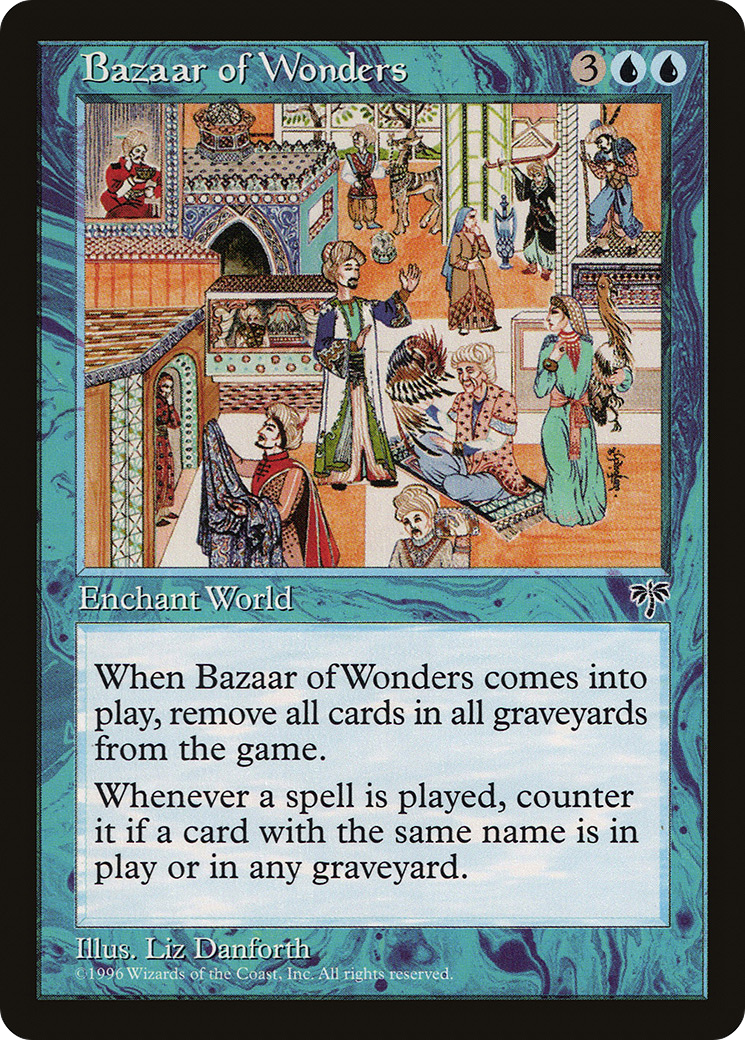 Bazaar of Wonders 3
Enchant World
When Bazaar of Wonders comes into
play, remove all cards in all graveyards
from the game.
Whenever a spell is played, counter
it if a card with the same name is in
play or in any graveyard.
Illus. Liz Danforth
©1996 Wizards of the Coast, Inc. All rights reserved.